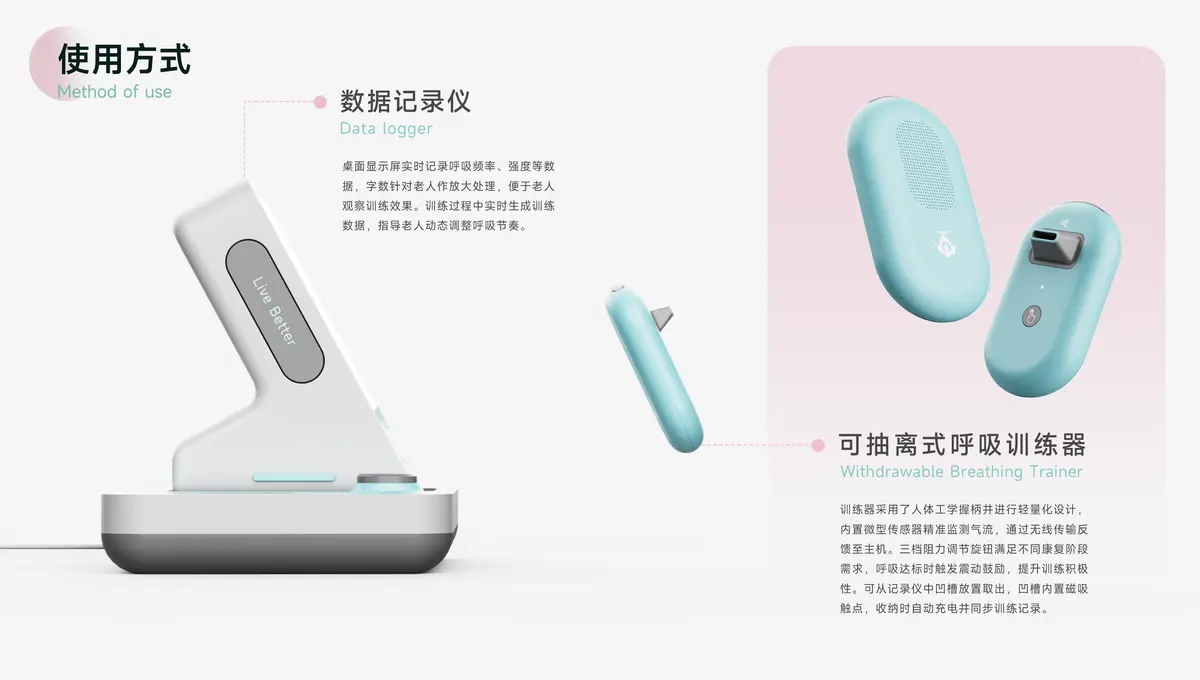 使用方式
Method of use
数据记录仪
Data logger
桌面显示屏实时记录呼吸频率、强度等数
据，字数针对老人作放大处理，便于老人
观察训练效果。训练过程中实时生成训练
数据，指导老人动态调整呼吸节奏。
Live Better
可抽离式呼吸训练器
Withdrawable Breathing Trainer
训练器采用了人体工学握柄并进行轻量化设计，
内置微型传感器精准监测气流，通过无线传输反
馈至主机。三档阻力调节旋钮满足不同康复阶段
需求，呼吸达标时触发震动鼓励，提升训练积极
性。可从记录仪中凹槽放置取出，凹槽内置磁吸
触点，收纳时自动充电并同步训练记录。